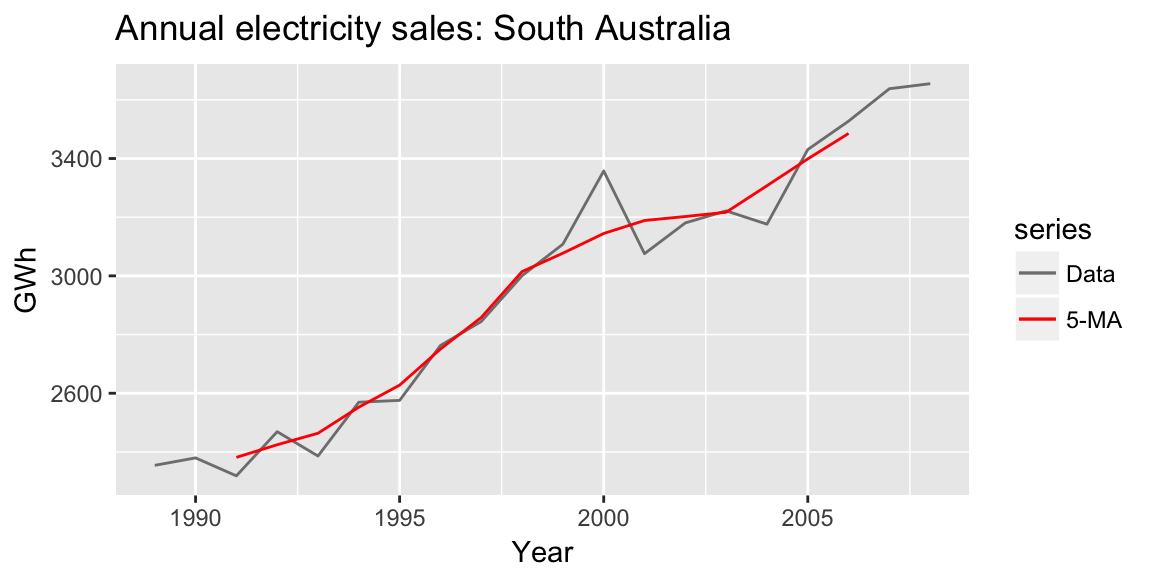 Annual electricity sales: South Australia
GWh
3400
3000
2600
1990 1995 2000 2005
Year
series
Data
5-MA